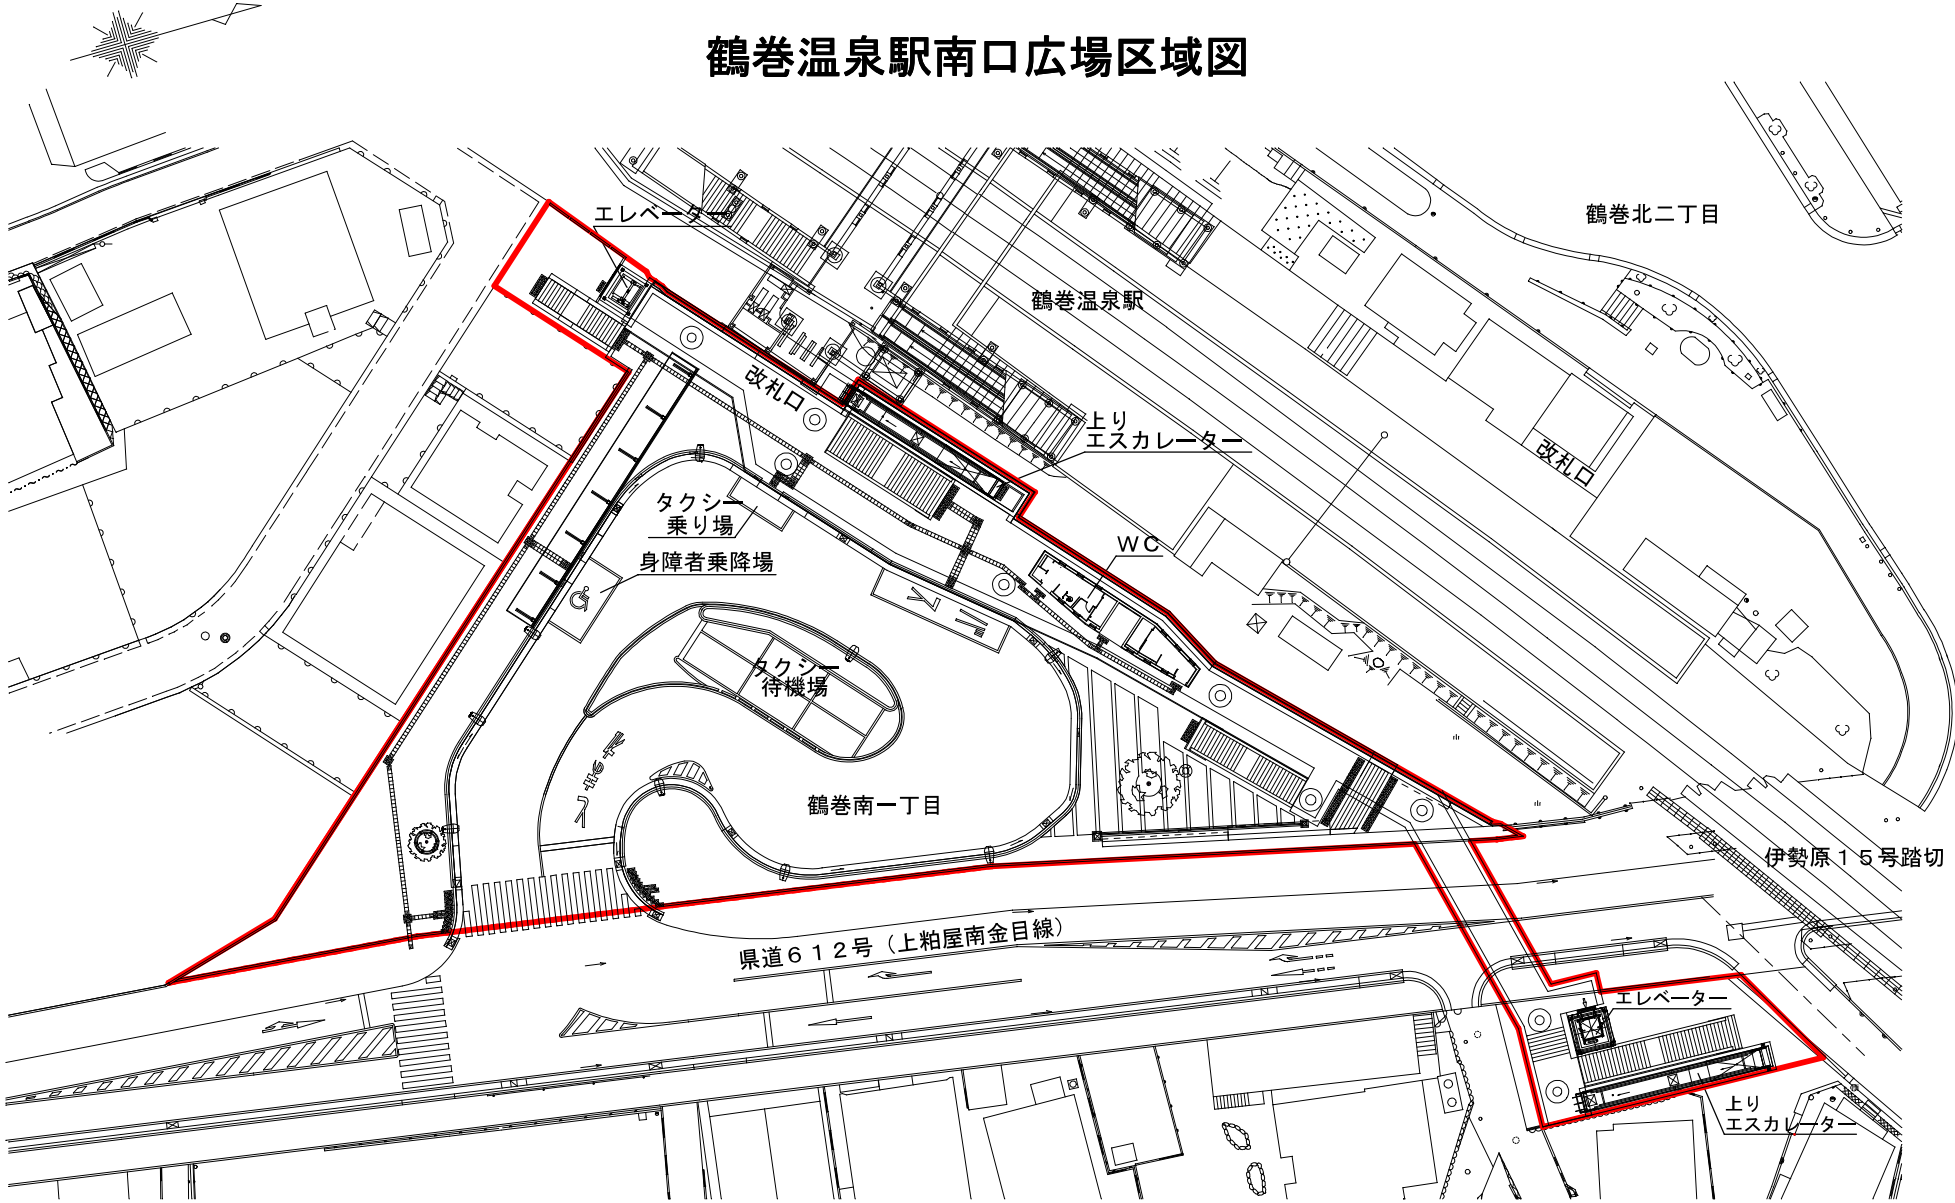 鶴巻温泉駅南口広場区域図
エレベーター
鶴巻北二丁目
鶴巻温泉駅
改札口
上り
エスカレーター
改札口
タクシー
乗り場
WC
身障者乗降場
タクシー
待機場
鶴巻南一丁目
伊勢原15号踏切
県道612号(上粕屋南金目線)
エレベーター
上り
エスカレーター